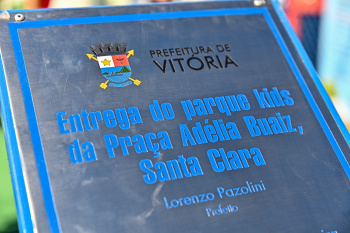 PREFEITURA DE
VITÓRIA
Entrega do parque kids
da Praça Adélia Buaiz,
Santa Clara
Lorenzo Pazolini
Prefeito